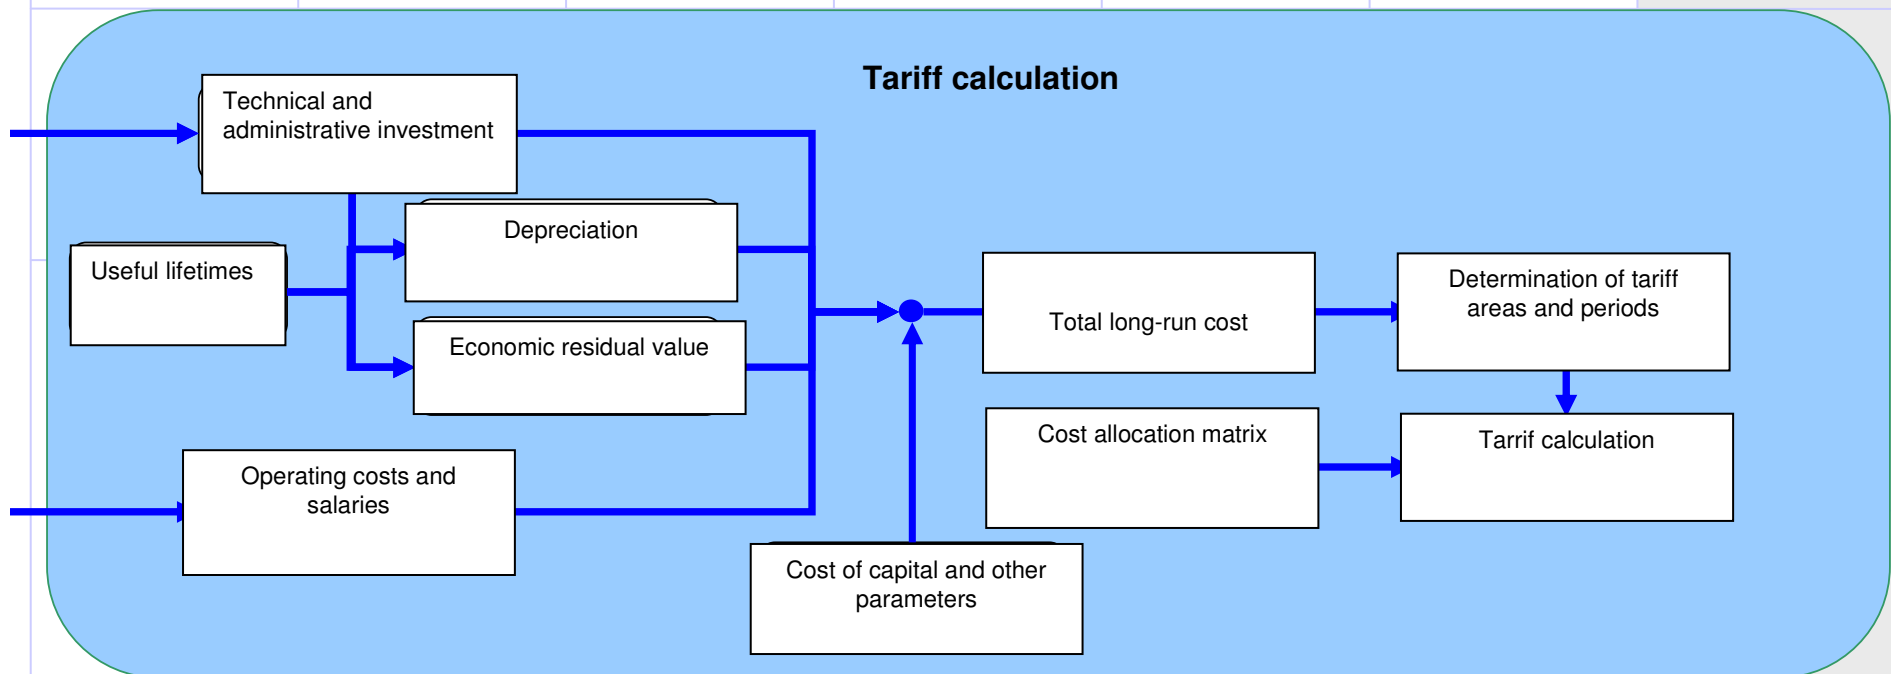 Tariff calculation
Technical and
administrative investment
Depreciation
Useful lifetimes
Economic residual value
Operating costs and
salaries
Cost of capital and other
parameters
Total long-run cost
Cost allocation matrix
Determination of tariff
areas and periods
Tarrif calculation